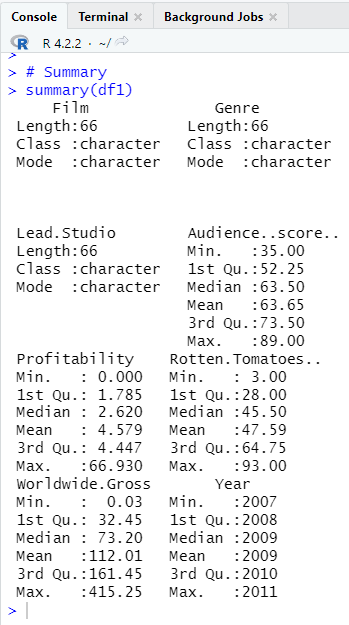 Console Terminal × Background Jobs ×
R 4.2.2 · ~/
>
> # Summary
> summary(df1)
     Film              Genre
 Length:66          Length:66
 Class :character   Class :character
 Mode  :character   Mode  :character
 Lead.Studio        Audience..score..
 Length:66          Min.   :35.00
 Class :character   1st Qu.:52.25
 Mode  :character   Median :63.50
                    Mean   :63.65
                    3rd Qu.:73.50
                    Max.   :89.00
 Profitability    Rotten.Tomatoes..
 Min.   : 0.000   Min.   : 3.00
 1st Qu.: 1.785   1st Qu.:28.00
 Median : 2.620   Median :45.50
 Mean   : 4.579   Mean   :47.59
 3rd Qu.: 4.447   3rd Qu.:64.75
 Max.   :66.930   Max.   :93.00
 Worldwide.Gross       Year
 Min.   :  0.03   Min.   :2007
 1st Qu.: 32.45   1st Qu.:2008
 Median : 73.20   Median :2009
 Mean   :112.01   Mean   :2009
 3rd Qu.:161.45   3rd Qu.:2010
 Max.   :415.25   Max.   :2011
>